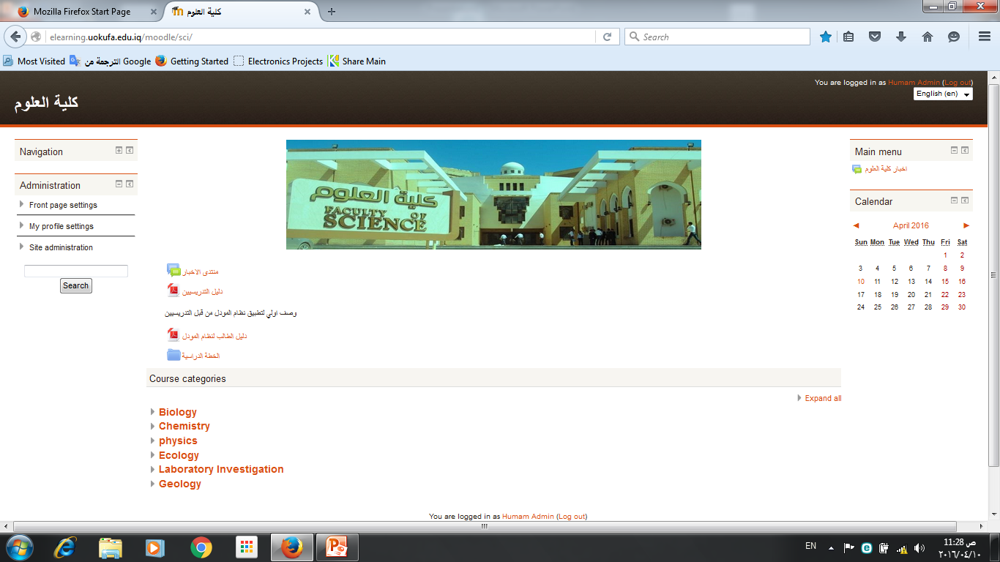 Mozilla Firefox Start Page
كلية العلوم
elearning.uokufa.edu.iq/moodle/sci/
Search
Most Visited
الترجمة من Google
Getting Started
Electronics Projects
Share Main
You are logged in as Humam Admin (Log out)
English (en)
كلية العلوم
Navigation
Administration
Front page settings
My profile settings
Site administration
Search
كلية العلوم
FACULTY OF
SCIENCE
منتدى الاخبار
دليل التدريسيين
وصف اولي لتطبيق نظام المودل من قبل التدريسيين
دليل الطالب لنظام المودل
الخطة الدراسية
Course categories
Expand all
Biology
Chemistry
physics
Ecology
Laboratory Investigation
Geology
You are logged in as Humam Admin (Log out)
Main menu
اخبار كلية العلوم
Calendar
April 2016
Sun Mon Tue Wed Thu Fri Sat
1 2
3 4 5 6 7 8 9
10 11 12 13 14 15 16
17 18 19 20 21 22 23
24 25 26 27 28 29 30
EN
11:28 ص
٢٠١٦/٠٤/١٠